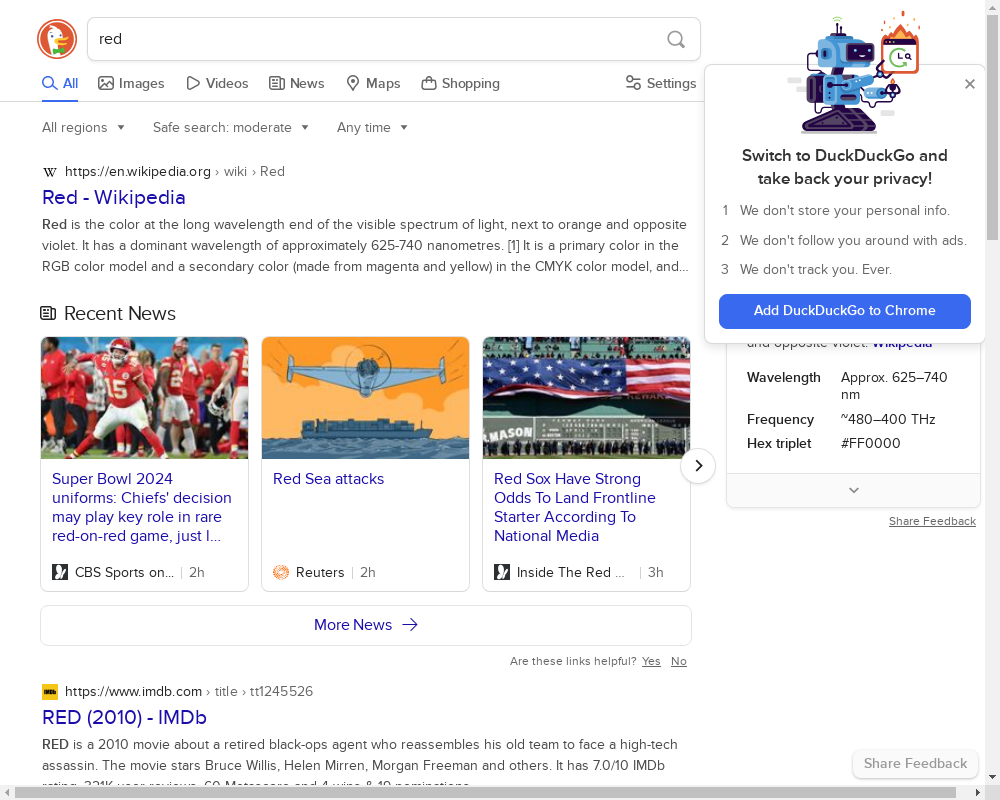 red
All
Images
Videos
News
Maps
Shopping
Settings
All regions
Safe search: moderate
Any time
https://en.wikipedia.org › wiki › Red
Red - Wikipedia
Red is the color at the long wavelength end of the visible spectrum of light, next to orange and opposite
violet. It has a dominant wavelength of approximately 625-740 nanometres. [1] It is a primary color in the
RGB color model and a secondary color (made from magenta and yellow) in the CMYK color model, and...
Recent News
Super Bowl 2024
uniforms: Chiefs' decision
may play key role in rare
red-on-red game, just l...
CBS Sports on...
2h
Red Sea attacks
Reuters
2h
MASON
Red Sox Have Strong
Odds To Land Frontline
Starter According To
National Media
Inside The Red ...
3h
More News
Are these links helpful? Yes No
https://www.imdb.com › title › tt1245526
RED (2010) - IMDb
RED is a 2010 movie about a retired black-ops agent who reassembles his old team to face a high-tech
assassin. The movie stars Bruce Willis, Helen Mirren, Morgan Freeman and others. It has 7.0/10 IMDb
Switch to DuckDuckGo and
take back your privacy!
1 We don't store your personal info.
2 We don't follow you around with ads.
3 We don't track you. Ever.
Add DuckDuckGo to Chrome
and opposite violet. Wikipedia
Wavelength Approx. 625–740
nm
Frequency ~480–400 THz
Hex triplet #FF0000
Share Feedback
Share Feedback